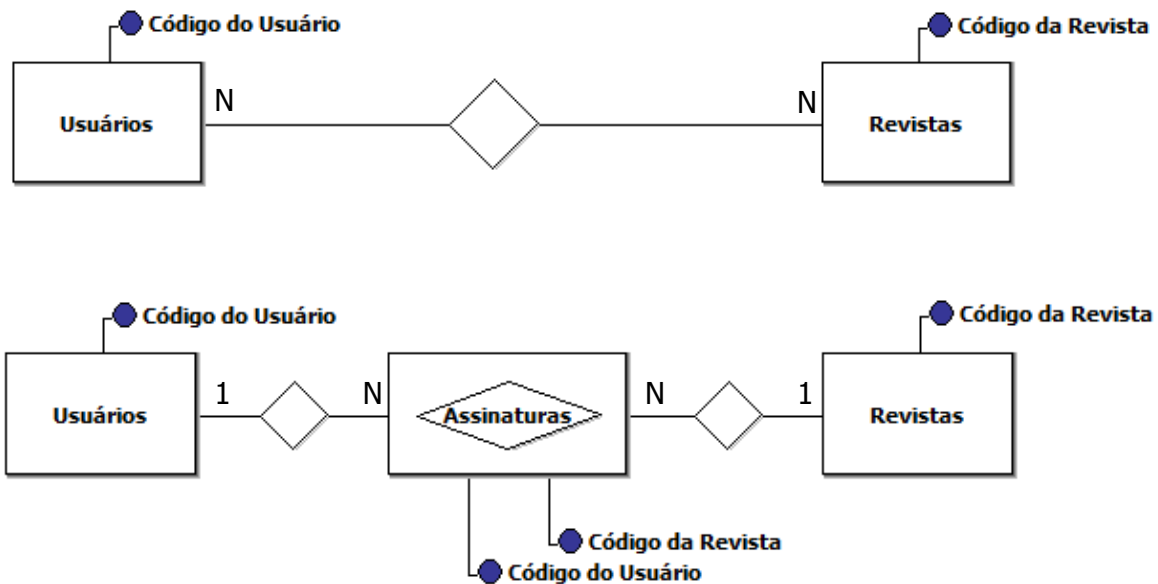 Código do Usuário
Código da Revista
Usuários
N
N
Revistas
Código do Usuário
Código da Revista
Usuários
1
N
Assinaturas
N
1
Revistas
Código da Revista
Código do Usuário